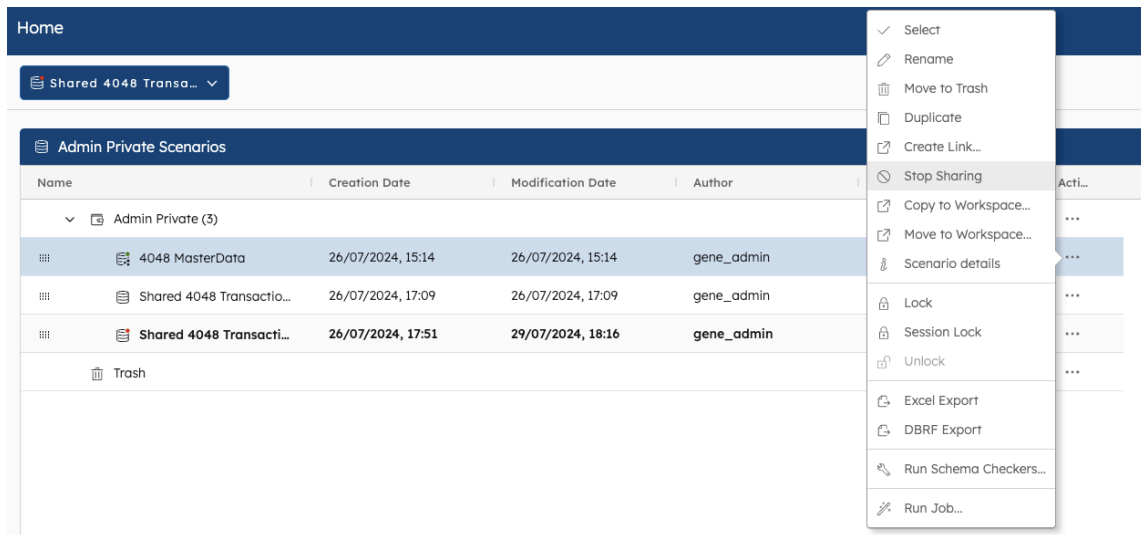 Home
Shared 4048 Transa...
Admin Private Scenarios
Name Creation Date Modification Date Author Acti...
Admin Private (3) ...
4048 MasterData 26/07/2024, 15:14 26/07/2024, 15:14 gene_admin ...
Shared 4048 Transactio... 26/07/2024, 17:09 26/07/2024, 17:09 gene_admin ...
Shared 4048 Transacti... 26/07/2024, 17:51 29/07/2024, 18:16 gene_admin ...
Trash ...
Select
Rename
Move to Trash
Duplicate
Create Link...
Stop Sharing
Copy to Workspace...
Move to Workspace...
Scenario details
Lock
Session Lock
Unlock
Excel Export
DBRF Export
Run Schema Checkers...
Run Job...